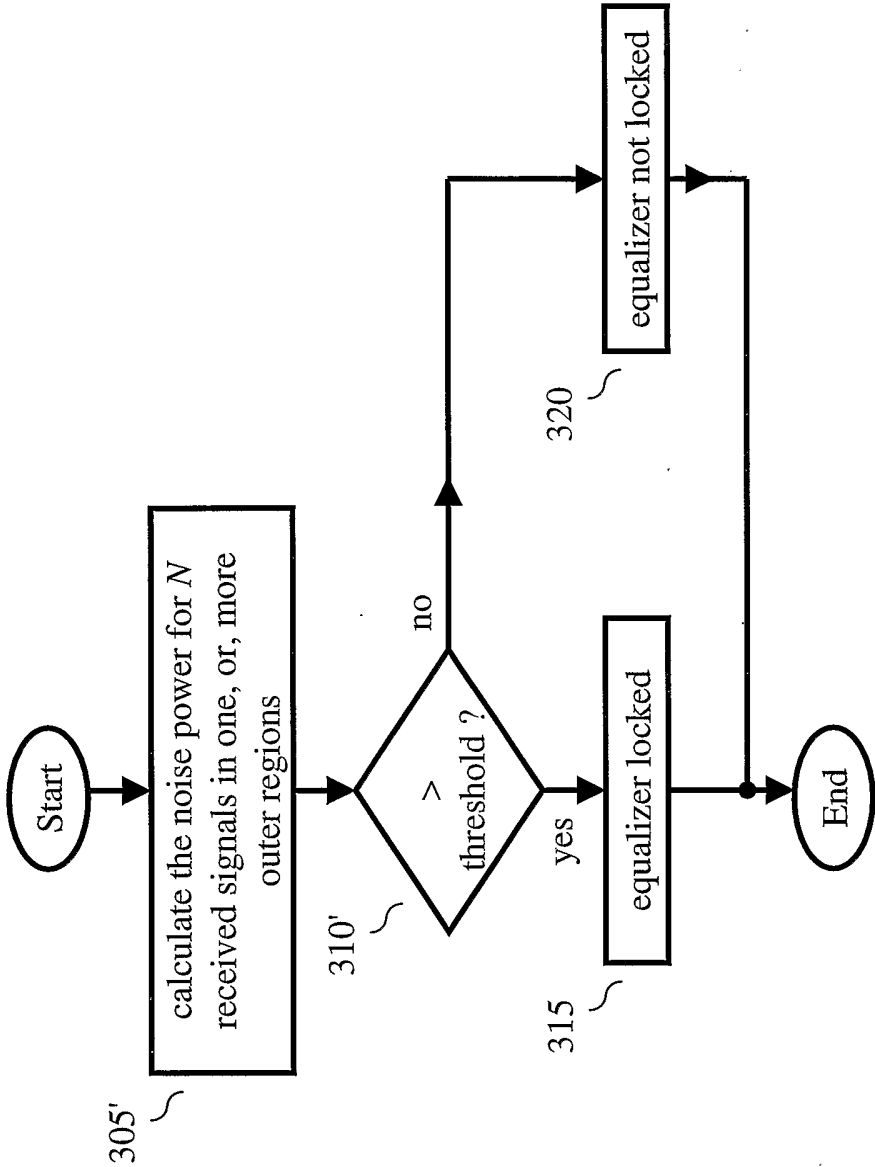 Start
305'
calculate the noise power for N
received signals in one, or, more
outer regions
310'
>
threshold ?
no
yes
315
equalizer locked
320
equalizer not locked
End